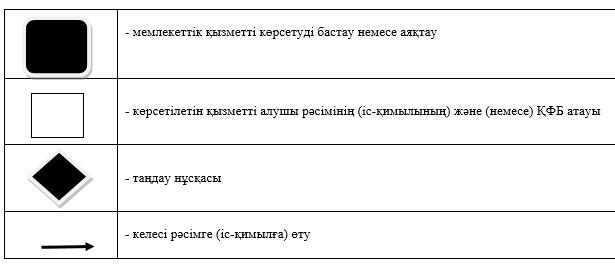 - мемлекеттік қызметті көрсетуді бастау немесе аяқтау
- көрсетілетін қызметті алушы рәсімінің (іс-қимылының) және (немесе) ҚФБ атауы
- таңдау нұсқасы
- келесі рәсімге (іс-қимылға) өту